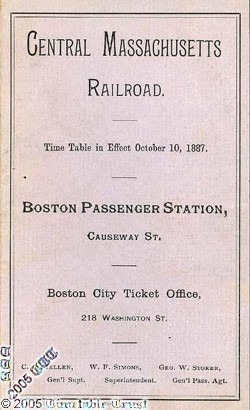 CENTRAL MASSACHUSETTS
RAILROAD.
Time Table in Effect October 10, 1887.
BOSTON PASSENGER STATION,
CAUSEWAY ST.
Boston City Ticket Office,
218 WASHINGTON ST.
W. F. SIMONS, GEO. W. STORER,
Gen'l Supt. Superintendent. Gen'l Pass. Agt.
© 2005